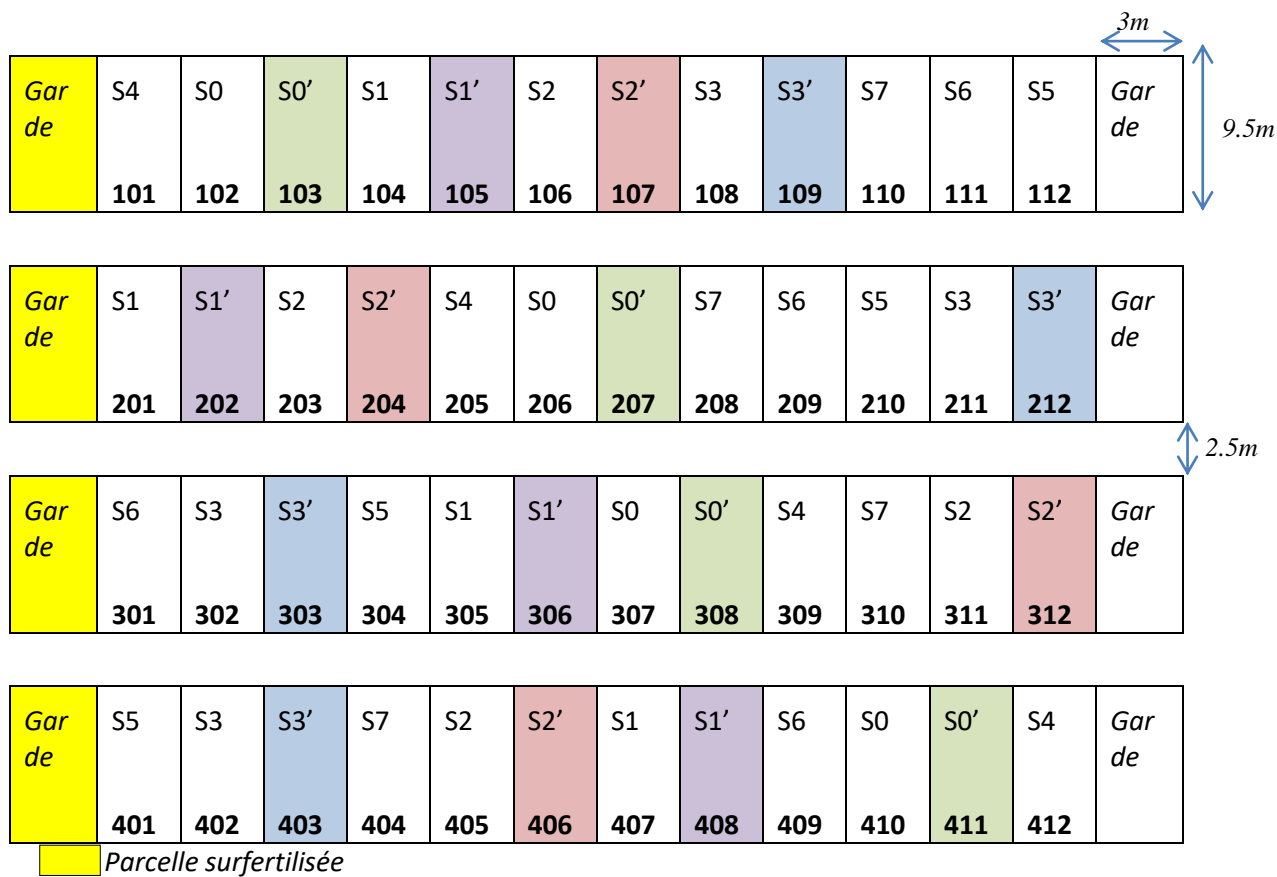 3m
Gar S4 S0 S0’ S1 S1’ S2 S2’ S3 S3’ S7 S6 S5 Gar
de de
9.5m
101 102 103 104 105 106 107 108 109 110 111 112
Gar S1 S1’ S2 S2’ S4 S0 S0’ S7 S6 S5 S3 S3’ Gar
de de
201 202 203 204 205 206 207 208 209 210 211 212
2.5m
Gar S6 S3 S3’ S5 S1 S1’ S0 S0’ S4 S7 S2 S2’ Gar
de de
301 302 303 304 305 306 307 308 309 310 311 312
Gar S5 S3 S3’ S7 S2 S2’ S1 S1’ S6 S0 S0’ S4 Gar
de de
401 402 403 404 405 406 407 408 409 410 411 412
Parcelle surfertilisée